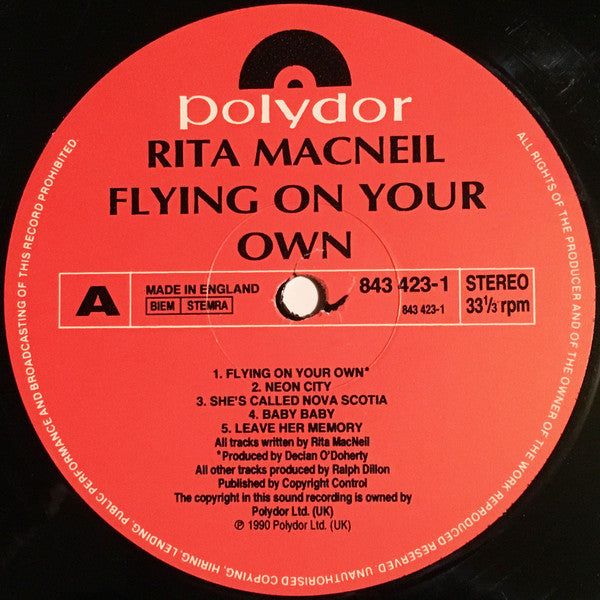 polydor
RITA MACNEIL
FLYING ON YOUR
OWN
A
MADE IN ENGLAND
BIEM STEMRA
843 423-1
843 423-1
STEREO
33⅓ rpm
1. FLYING ON YOUR OWN*
2. NEON CITY
3. SHE'S CALLED NOVA SCOTIA
4. BABY BABY
5. LEAVE HER MEMORY
All tracks written by Rita MacNeil
*Produced by Declan O'Doherty
All other tracks produced by Ralph Dillon
Published by Copyright Control
The copyright in this sound recording is owned by
Polydor Ltd. (UK)
℗ 1990 Polydor Ltd. (UK)
ALL RIGHTS OF THE PRODUCER AND OF THE OWNER OF THE WORK REPRODUCED RESERVED. UNAUTHORISED COPYING, HIRING, LENDING, PUBLIC PERFORMANCE AND BROADCASTING OF THIS RECORD PROHIBITED.